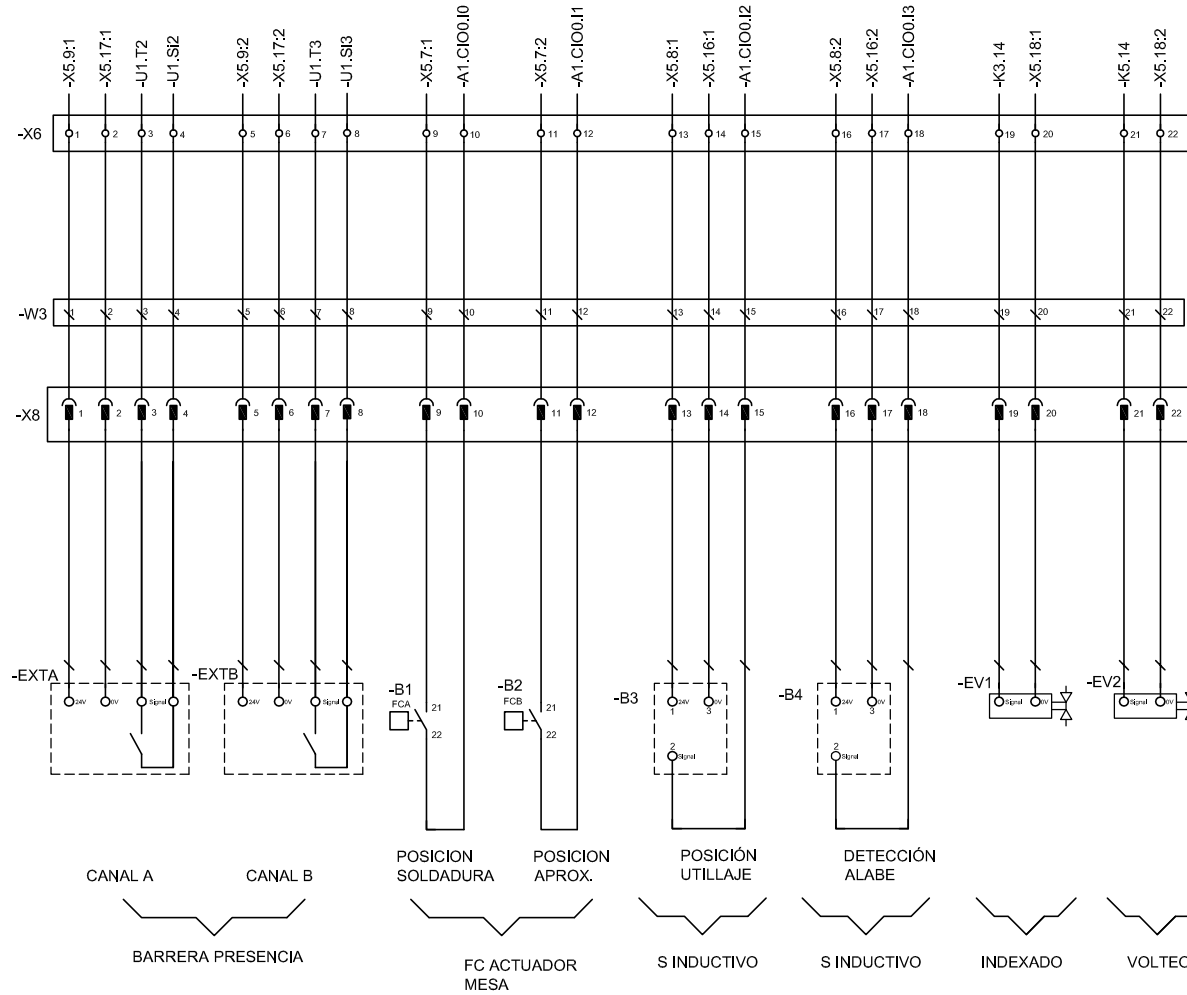 -X5.9:1
-X5.17:1
-U1.T2
-U1.Si2
-X5.9:2
-X5.17:2
-U1.T3
-U1.SI3
-X5.7:1
-A1.CIO0.I0
-X5.7:2
-A1.CIO0.I1
-X5.8:1
-X5.16:1
-A1.CIO0.I2
-X5.8:2
-X5.16:2
-A1.CIO0.I3
-K3.14
-X5.18:1
-K5.14
-X5.18:2
-X6 1 2 3 4 5 6 7 8 9 10 11 12 13 14 15 16 17 18 19 20 21 22
-W3 1 2 3 4 5 6 7 8 9 10 11 12 13 14 15 16 17 18 19 20 21 22
-X8 1 2 3 4 5 6 7 8 9 10 11 12 13 14 15 16 17 18 19 20 21 22
-EXTA
24V 0V Signal
-EXTB
24V 0V Signal
-B1
FCA
21
22
-B2
FCB
21
22
-B3
24V 0V
1 3
2
Signal
-B4
24V 0V
1 3
2
Signal
-EV1
Signal 0V
-EV2
Signal 0V
CANAL A
CANAL B
POSICION
SOLDADURA
POSICION
APROX.
POSICIÓN
UTILLAJE
DETECCIÓN
ALABE
BARRERA PRESENCIA
FC ACTUADOR
MESA
S INDUCTIVO
S INDUCTIVO
INDEXADO
VOLTEO